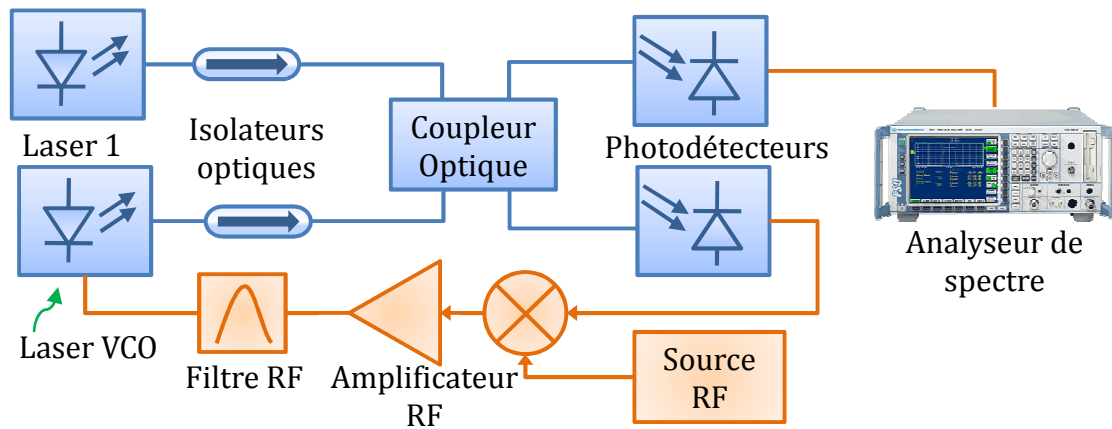 Laser 1
Isolateurs
optiques
Coupleur
Optique
Photodétecteurs
Analyseur de
spectre
Laser VCO
Filtre RF
Amplificateur
RF
Source
RF